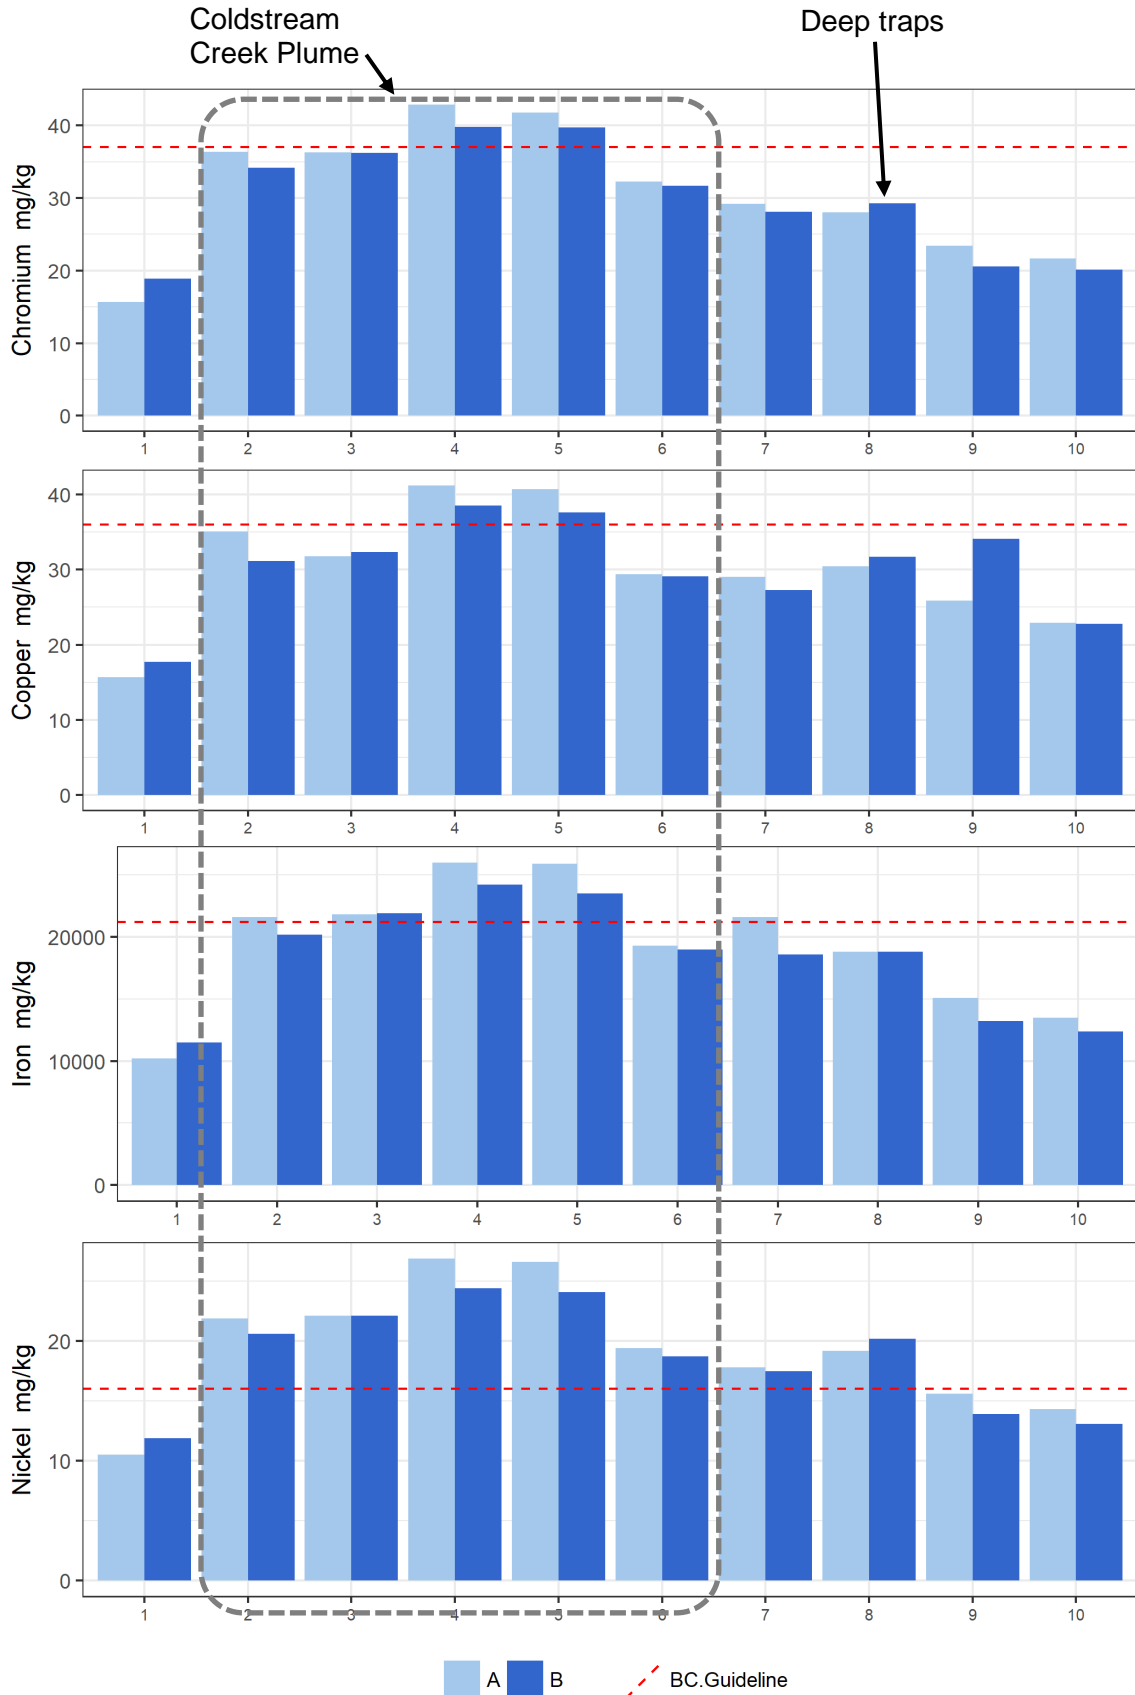 Coldstream
Creek Plume
Deep traps
Chromium mg/kg
40
30
20
10
0
1 2 3 4 5 6 7 8 9 10
Copper mg/kg
40
30
20
10
0
1 2 3 4 5 6 7 8 9 10
Iron mg/kg
20000
10000
0
1 2 3 4 5 6 7 8 9 10
Nickel mg/kg
20
10
0
1 2 3 4 5 6 7 8 9 10
A B BC.Guideline